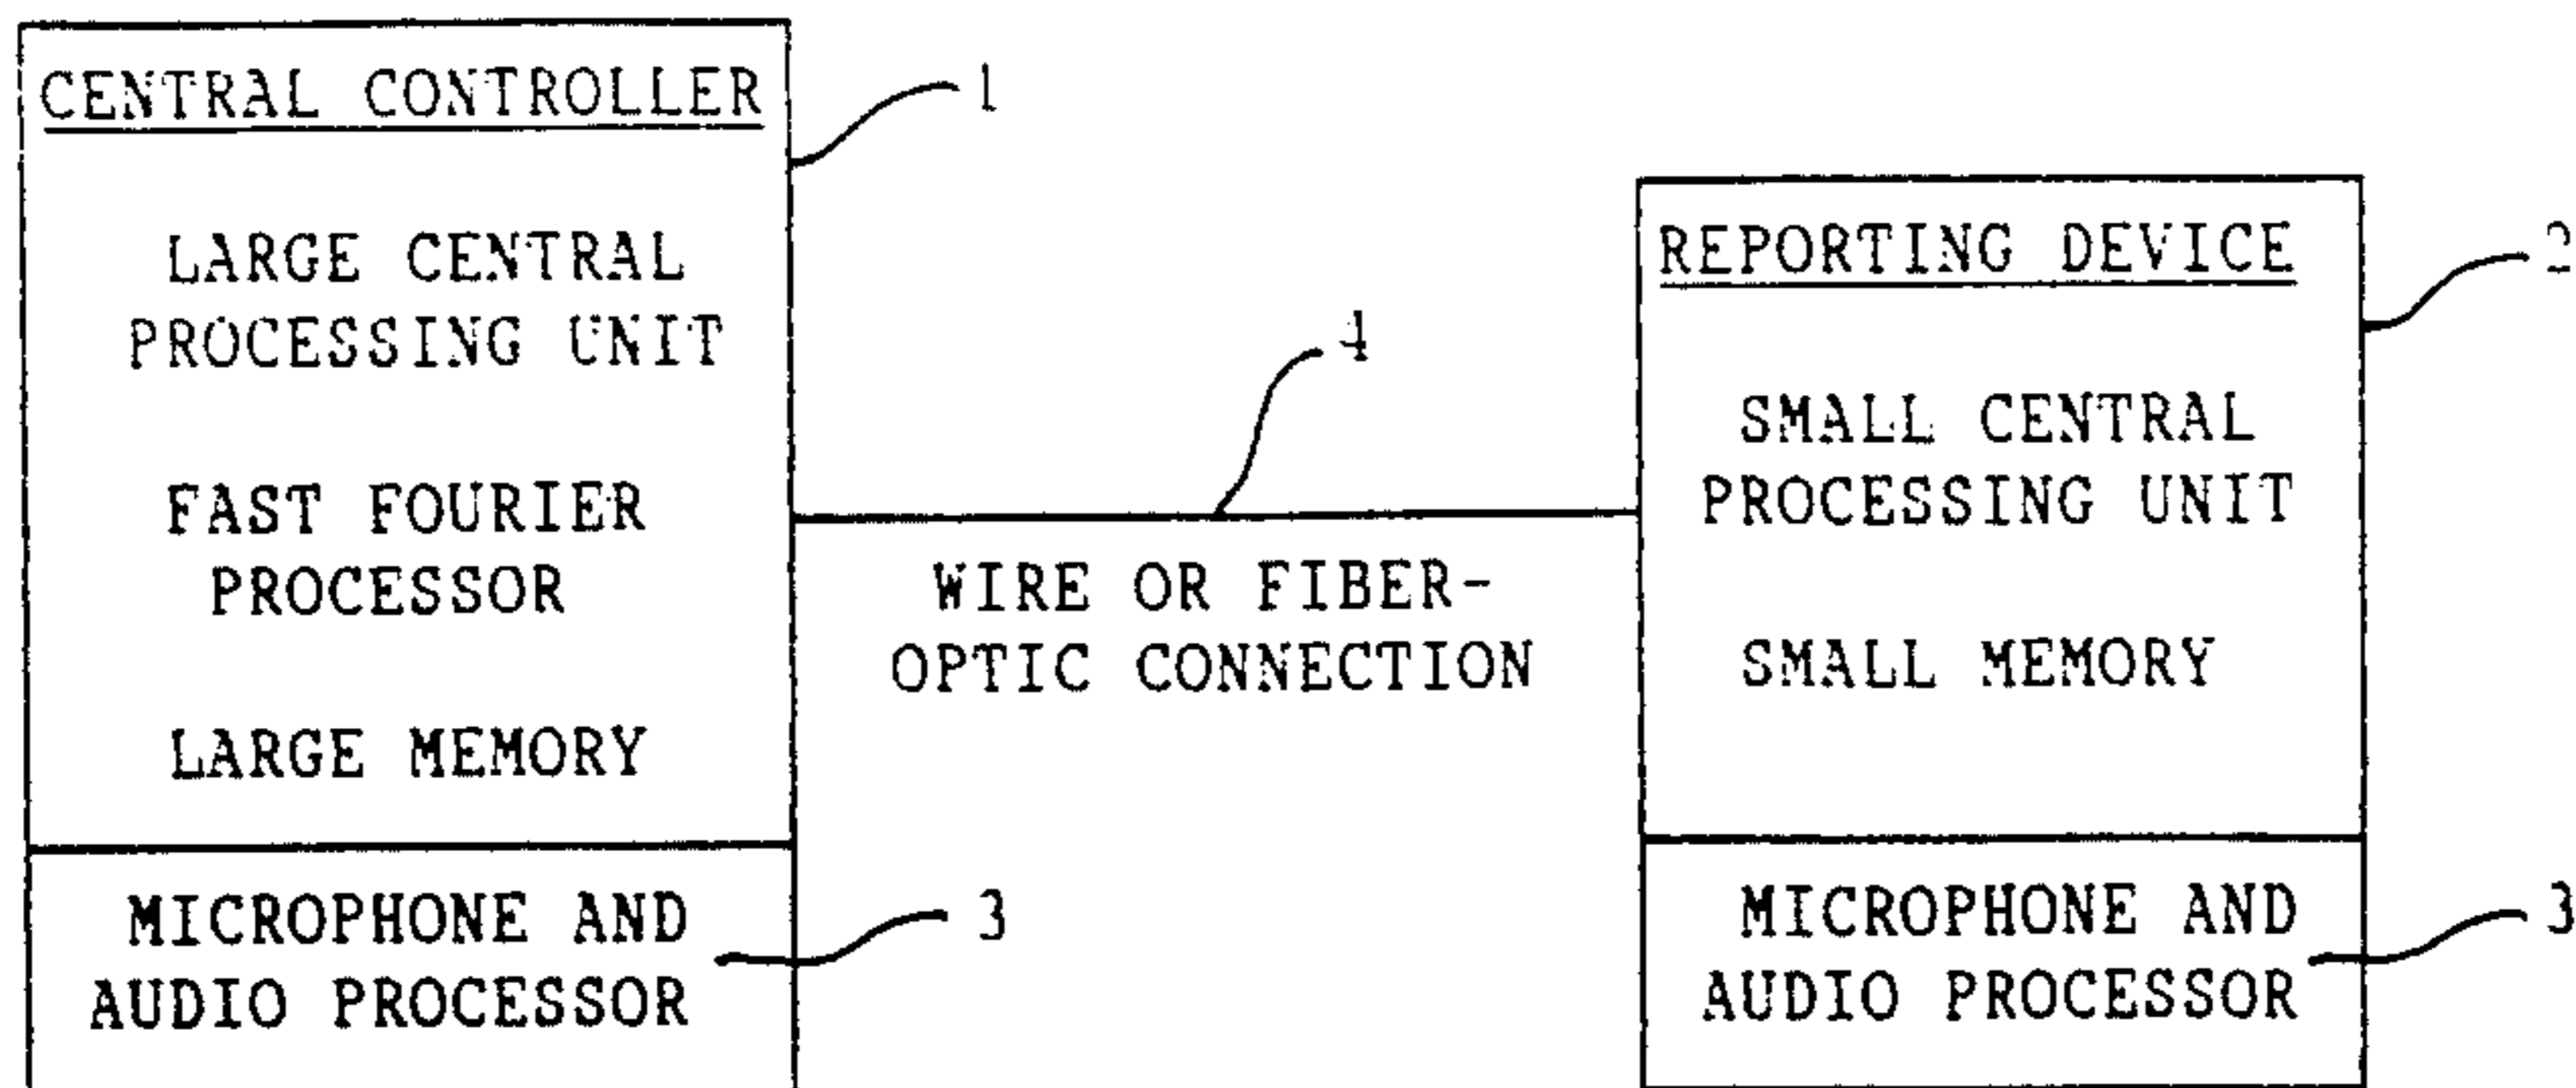 CENTRAL CONTROLLER
1
LARGE CENTRAL
PROCESSING UNIT
FAST FOURIER
PROCESSOR
LARGE MEMORY
MICROPHONE AND
AUDIO PROCESSOR
3
4
WIRE OR FIBER-
OPTIC CONNECTION
REPORTING DEVICE
2
SMALL CENTRAL
PROCESSING UNIT
SMALL MEMORY
MICROPHONE AND
AUDIO PROCESSOR
3